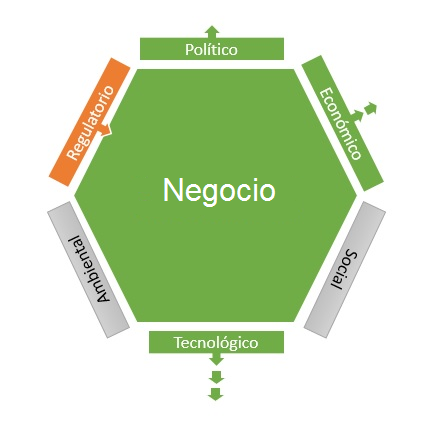 Político
Regulatorio
Económico
Negocio
Ambiental
Social
Tecnológico